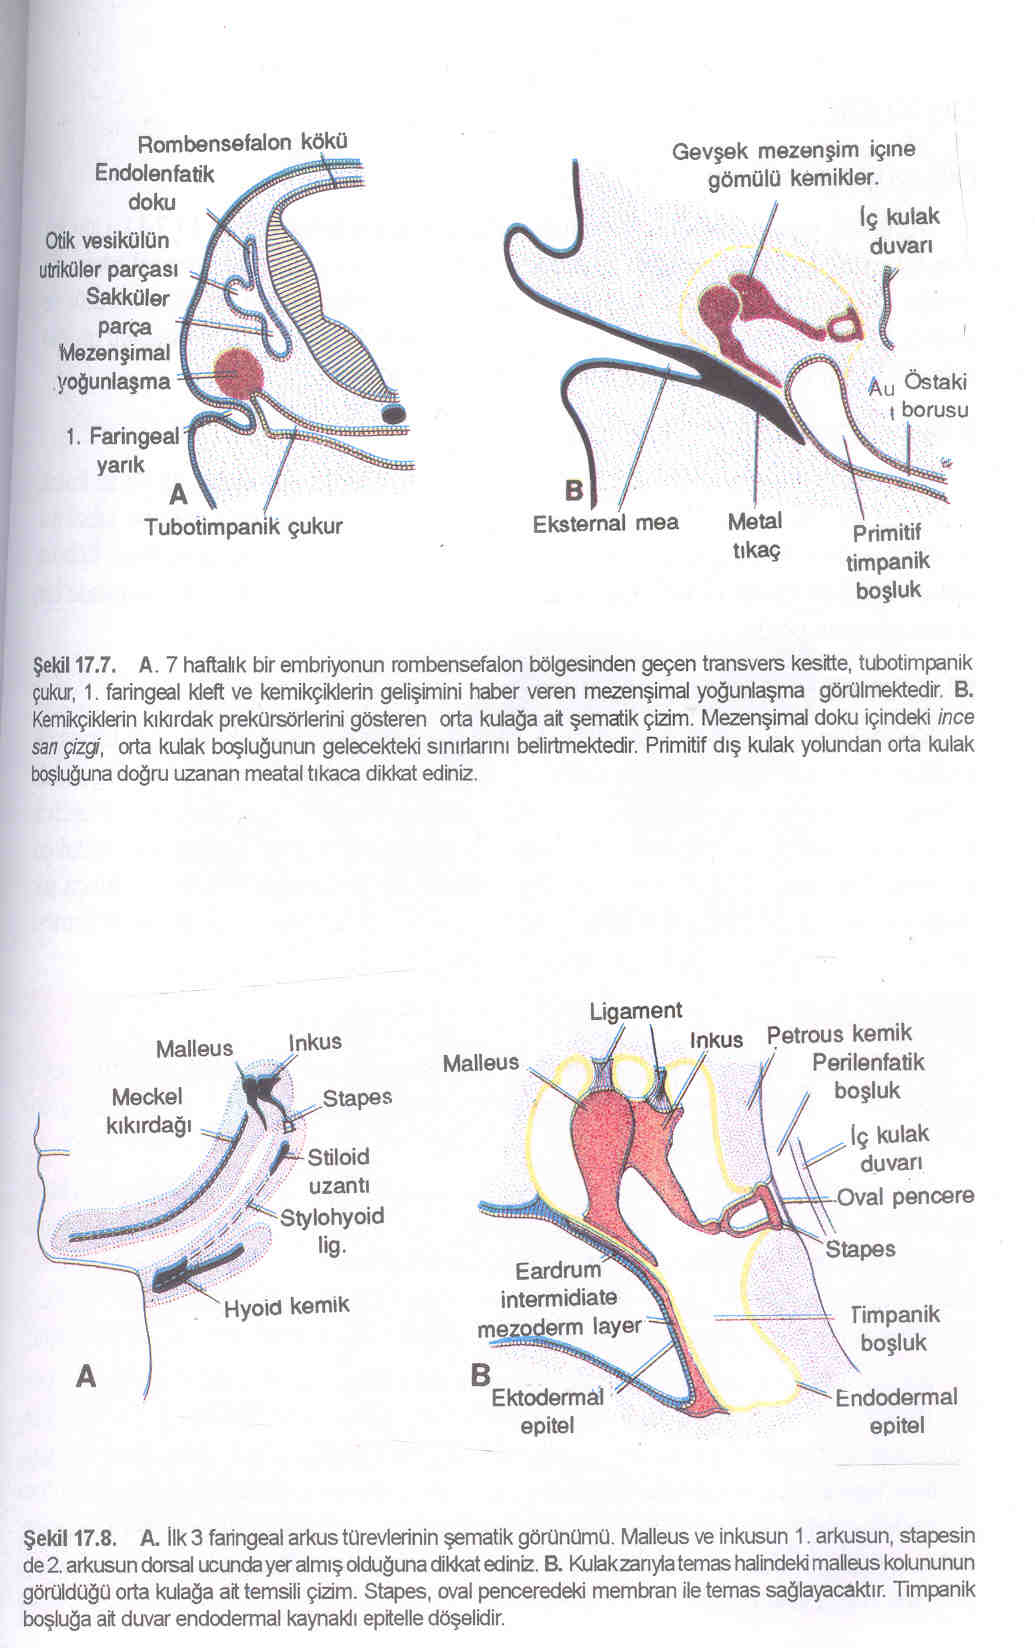 Rombensefalon kökü
Endolenfatik
doku
Otik vesikülün
utriküler parçası
Sakküler
parça
Mezenşimal
yoğunlaşma
1. Faringeal
yarık
A
Tubotimpanik çukur
Gevşek mezenşim içine
gömülü kemikler.
İç kulak
duvarı
Östaki
borusu
B
Eksternal mea
Metal
tıkaç
Primitif
timpanik
boşluk
Şekil 17.7. A. 7 haftalık bir embriyonun rombensefalon bölgesinden geçen transvers kesitte, tubotimpanik
çukur, 1. faringeal kleft ve kemikçiklerin gelişimini haber veren mezenşimal yoğunlaşma görülmektedir. B.
Kemikçiklerin kıkırdak prekürsörlerini gösteren orta kulağa ait şematik çizim. Mezenşimal doku içindeki ince
sarı çizgi, orta kulak boşluğunun gelecekteki sınırlarını belirtmektedir. Primitif dış kulak yolundan orta kulak
boşluğuna doğru uzanan meatal tıkaca dikkat ediniz.
Malleus
Inkus
Meckel
kıkırdağı
Stapes
Stiloid
uzantı
Stylohyoid
lig.
Hyoid kemik
A
Ligament
Malleus
Inkus
Petrous kemik
Perilenfatik
boşluk
İç kulak
duvarı
Oval pencere
Stapes
Eardrum
intermidiate
mezoderm layer
Timpanik
boşluk
B
Ektodermal
epitel
Endodermal
epitel
Şekil 17.8. A. İlk 3 faringeal arkus türevlerinin şematik görünümü. Malleus ve inkusun 1. arkusun, stapesin
de 2. arkusun dorsal ucunda yer almış olduğuna dikkat ediniz. B. Kulak zarıyla temas halindeki malleus kolununun
görüldüğü orta kulağa ait temsili çizim. Stapes, oval penceredeki membran ile temas sağlayacaktır. Timpanik
boşluğa ait duvar endodermal kaynaklı epitelle döşelidir.